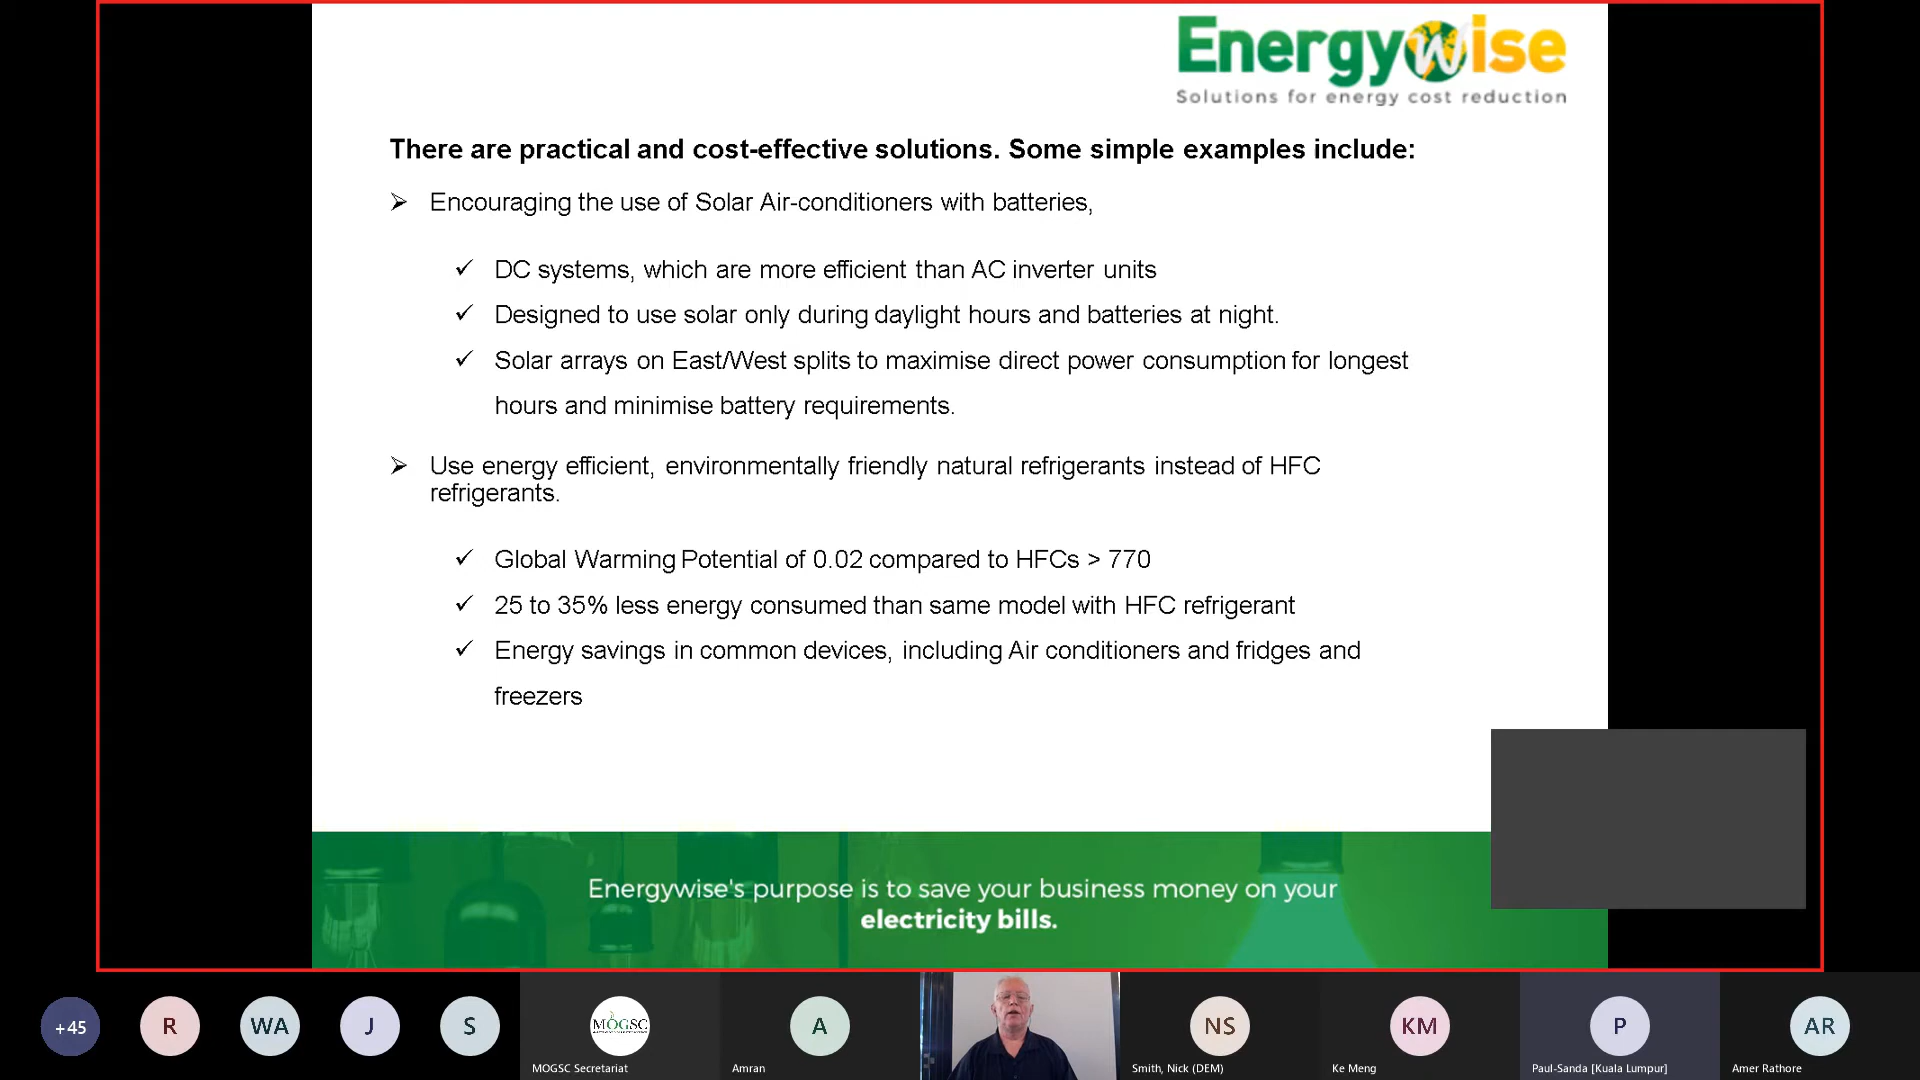 Energywise
Solutions for energy cost reduction
There are practical and cost-effective solutions. Some simple examples include:
Encouraging the use of Solar Air-conditioners with batteries,
DC systems, which are more efficient than AC inverter units
Designed to use solar only during daylight hours and batteries at night.
Solar arrays on East/West splits to maximise direct power consumption for longest
hours and minimise battery requirements.
Use energy efficient, environmentally friendly natural refrigerants instead of HFC
refrigerants.
Global Warming Potential of 0.02 compared to HFCs > 770
25 to 35% less energy consumed than same model with HFC refrigerant
Energy savings in common devices, including Air conditioners and fridges and
freezers
Energywise's purpose is to save your business money on your
electricity bills.
+45
R
WA
J
S
MOGSC
MOGSC Secretariat
A
Amran
NS
Smith, Nick (DEM)
KM
Ke Meng
P
Paul-Sanda [Kuala Lumpur]
AR
Amer Rathore